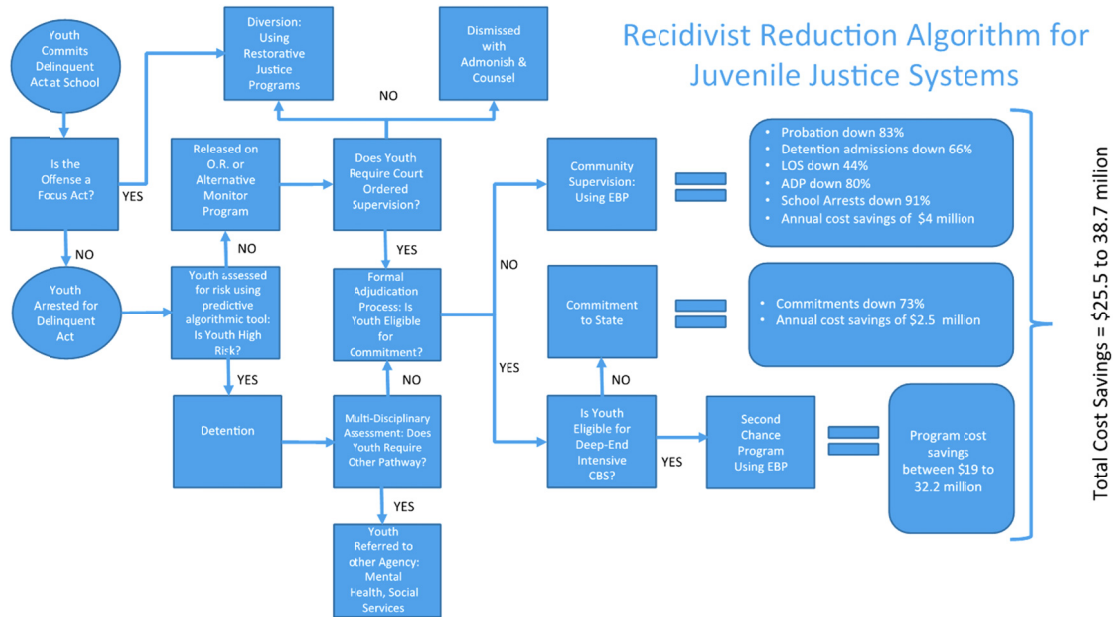 Recidivist Reduction Algorithm for
Juvenile Justice Systems
Youth
Commits
Delinquent
Act at School
Is the
Offense a
Focus Act?
YES
NO
Youth
Arrested for
Delinquent
Act
Diversion:
Using
Restorative
Justice
Programs
Dismissed
with
Admonish &
Counsel
NO
Released on
O.R. or
Alternative
Monitor
Program
Does Youth
Require Court
Ordered
Supervision?
NO
YES
Youth assessed
for risk using
predictive
algorithmic tool:
Is Youth High
Risk?
YES
Formal
Adjudication
Process: Is
Youth Eligible
for
Commitment?
NO
Detention
Multi-Disciplinary
Assessment: Does
Youth Require
Other Pathway?
YES
Youth
Referred to
other Agency:
Mental
Health, Social
Services
NO
YES
Community
Supervision:
Using EBP
Commitment
to State
NO
Is Youth
Eligible for
Deep-End
Intensive
CBS?
YES
Second
Chance
Program
Using EBP
• Probation down 83%
• Detention admissions down 66%
• LOS down 44%
• ADP down 80%
• School Arrests down 91%
• Annual cost savings of $4 million
• Commitments down 73%
• Annual cost savings of $2.5 million
Program cost
savings
between $19 to
32.2 million
Total Cost Savings = $25.5 to 38.7 milion